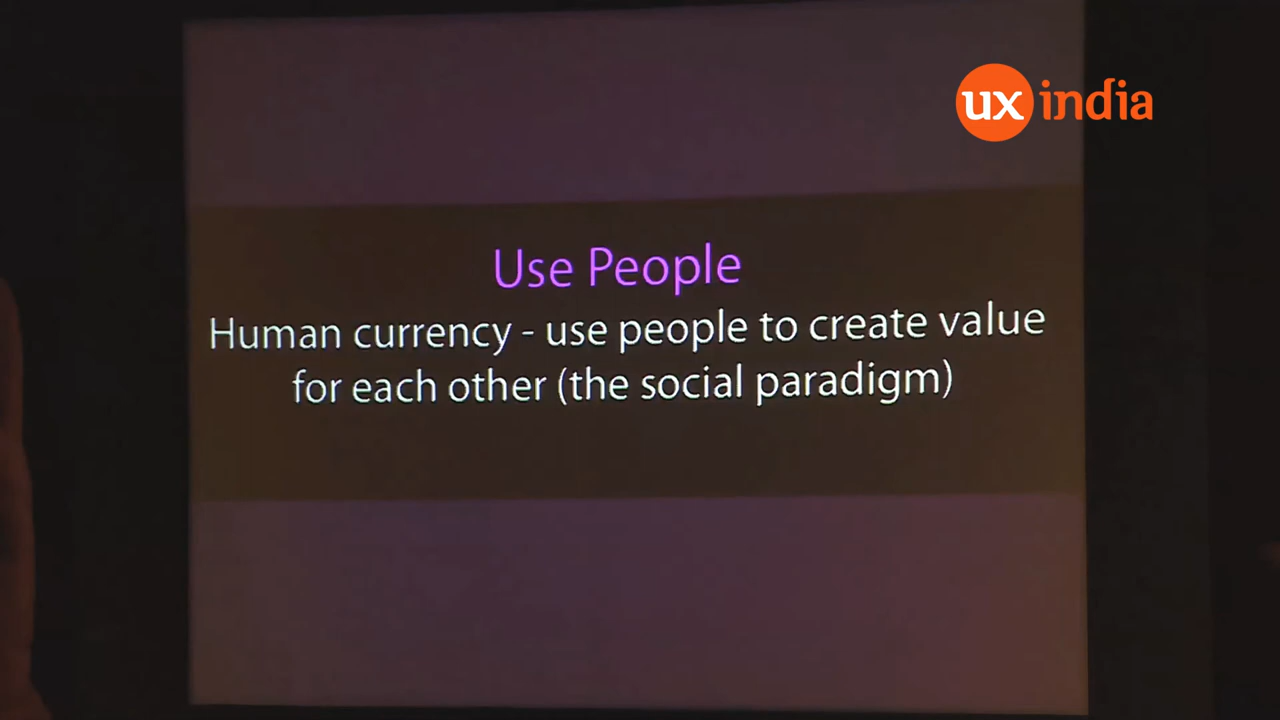 ux india
Use People
Human currency - use people to create value
for each other (the social paradigm)